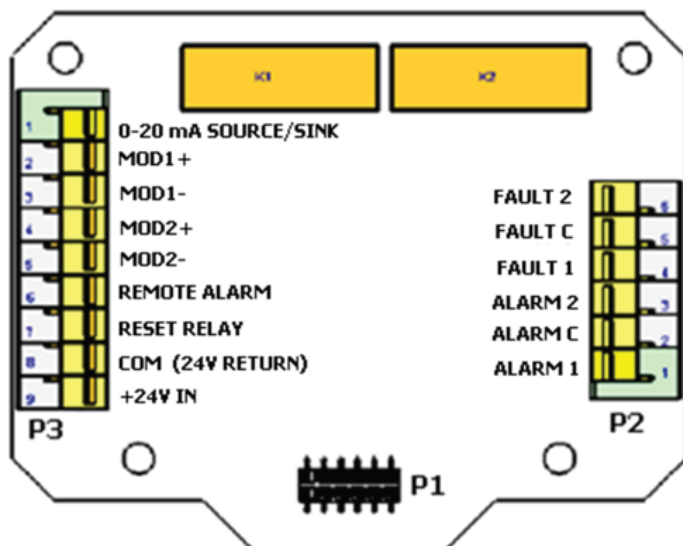 K1
K2
1
0-20 mA SOURCE/SINK
2
MOD1+
3
MOD1-
4
MOD2+
5
MOD2-
6
REMOTE ALARM
7
RESET RELAY
8
COM (24V RETURN)
9
+24V IN
P3
FAULT 2
6
FAULT C
5
FAULT 1
4
ALARM 2
3
ALARM C
2
ALARM 1
1
P2
P1